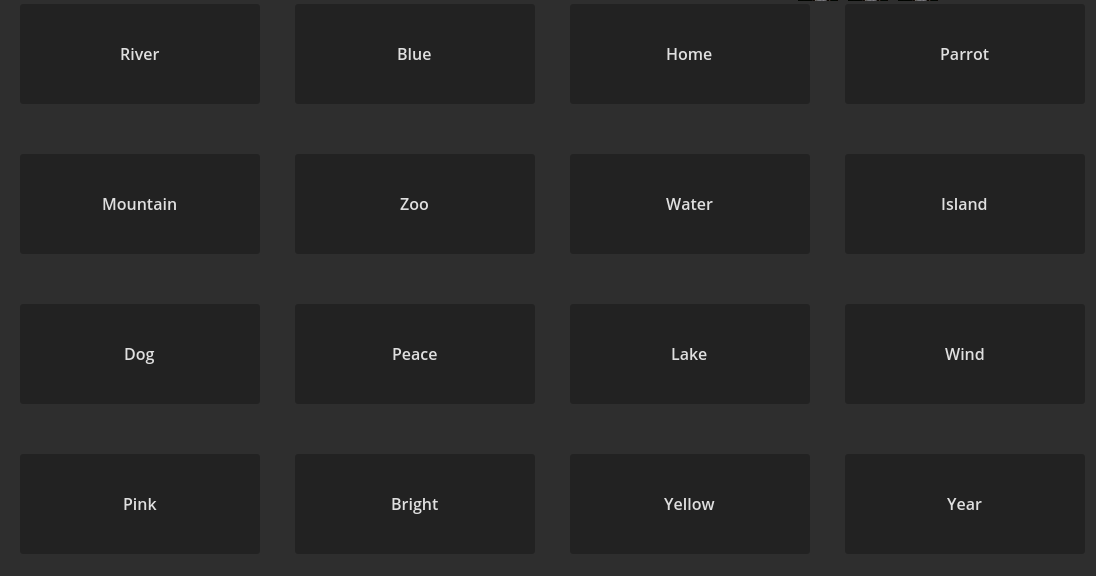 River
Blue
Home
Parrot
Mountain
Zoo
Water
Island
Dog
Peace
Lake
Wind
Pink
Bright
Yellow
Year